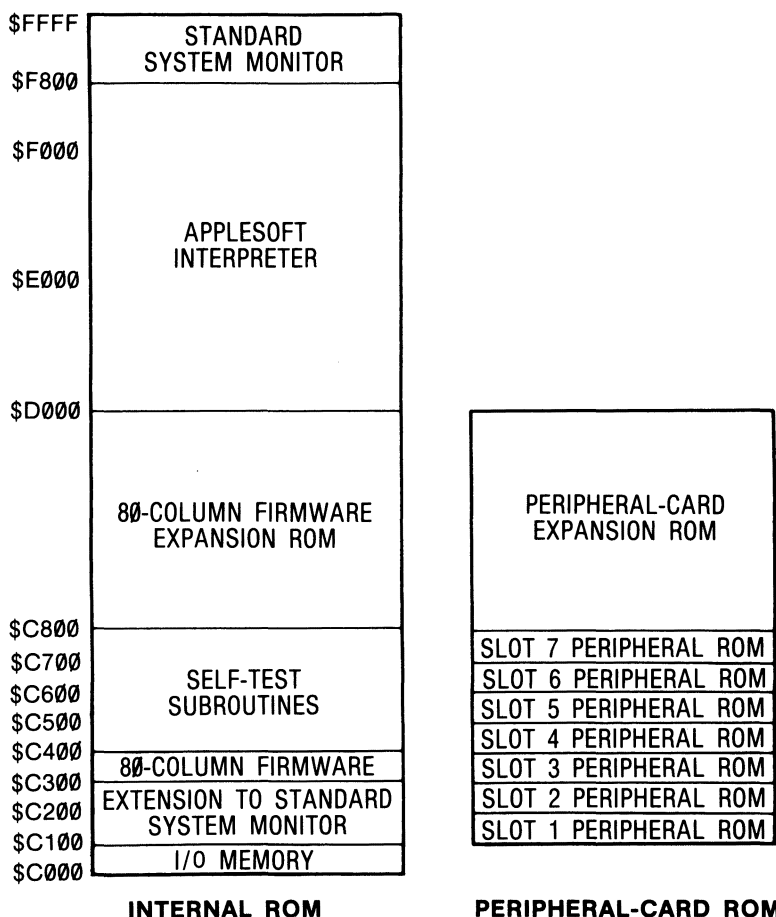 $FFFF
STANDARD
SYSTEM MONITOR
$F800
$F000
APPLESOFT
INTERPRETER
$E000
$D000
80-COLUMN FIRMWARE
EXPANSION ROM
$C800
$C700
$C600
$C500
SELF-TEST
SUBROUTINES
$C400
80-COLUMN FIRMWARE
$C300
$C200
EXTENSION TO STANDARD
SYSTEM MONITOR
$C100
I/O MEMORY
$C000
INTERNAL ROM
PERIPHERAL-CARD
EXPANSION ROM
SLOT 7 PERIPHERAL ROM
SLOT 6 PERIPHERAL ROM
SLOT 5 PERIPHERAL ROM
SLOT 4 PERIPHERAL ROM
SLOT 3 PERIPHERAL ROM
SLOT 2 PERIPHERAL ROM
SLOT 1 PERIPHERAL ROM
PERIPHERAL-CARD ROM